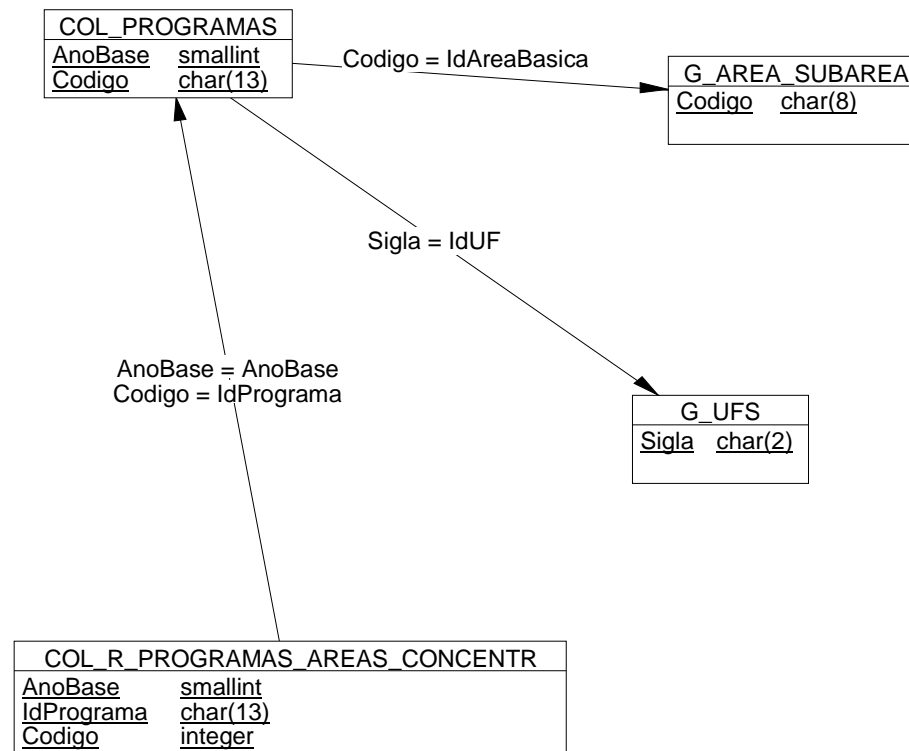 COL_PROGRAMAS
AnoBase smallint
Codigo char(13)
Codigo = IdAreaBasica
G_AREA_SUBAREA
Codigo char(8)
Sigla = IdUF
AnoBase = AnoBase
Codigo = IdPrograma
G_UFS
Sigla char(2)
COL_R_PROGRAMAS_AREAS_CONCENTR
AnoBase smallint
IdPrograma char(13)
Codigo integer